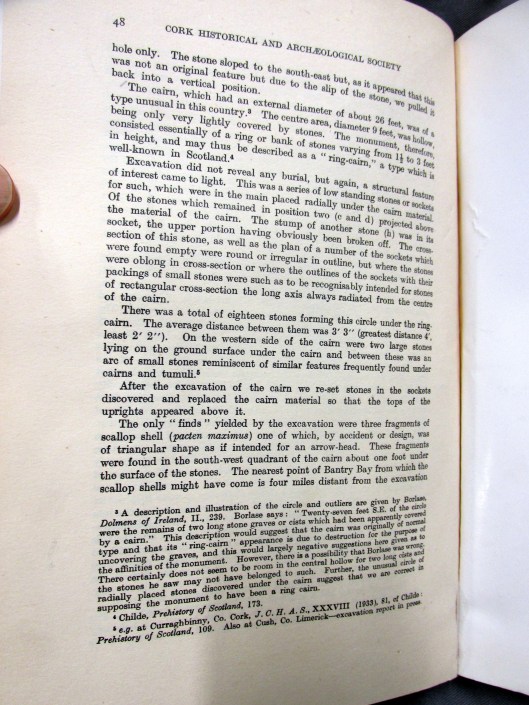 48
CORK HISTORICAL AND ARCHÆOLOGICAL SOCIETY
hole only. The stone sloped to the south-east but, as it appeared that this
was not an original feature but due to the slip of the stone, we pulled it
back into a vertical position.
The cairn, which had an external diameter of about 26 feet, was of a
type unusual in this country.³ The centre area, diameter 9 feet, was hollow,
being only very lightly covered by stones. The monument, therefore,
consisted essentially of a ring or bank of stones varying from 1½ to 3 feet
in height, and may thus be described as a "ring-cairn," a type which is
well-known in Scotland.⁴
Excavation did not reveal any burial, but again, a structural feature
of interest came to light. This was a series of low standing stones or sockets
for such, which were in the main placed radially under the cairn material.
Of the stones which remained in position two (c and d) projected above
the material of the cairn. The stump of another stone (h) was in its
socket, the upper portion having obviously been broken off. The cross-
section of this stone, as well as the plan of a number of the sockets which
were found empty were round or irregular in outline, but where the stones
were oblong in cross-section or where the outlines of the sockets with their
packings of small stones were such as to be recognisably intended for stones
of rectangular cross-section the long axis always radiated from the centre
of the cairn.
There was a total of eighteen stones forming this circle under the ring-
cairn. The average distance between them was 3′ 3″ (greatest distance 4′,
least 2′ 2″). On the western side of the cairn were two large stones
lying on the ground surface under the cairn and between these was an
arc of small stones reminiscent of similar features frequently found under
cairns and tumuli.⁵
After the excavation of the cairn we re-set stones in the sockets
discovered and replaced the cairn material so that the tops of the
uprights appeared above it.
The only "finds" yielded by the excavation were three fragments of
scallop shell (pacten maximus) one of which, by accident or design, was
of triangular shape as if intended for an arrow-head. These fragments
were found in the south-west quadrant of the cairn about one foot under
the surface of the stones. The nearest point of Bantry Bay from which the
scallop shells might have come is four miles distant from the excavation
³ A description and illustration of the circle and outliers are given by Borlase,
Dolmens of Ireland, II., 239. Borlase says: "Twenty-seven feet S.E. of the circle
were the remains of two long stone graves or cists which had been apparently covered
by a cairn." This description would suggest that the cairn was originally of normal
type and that its "ring-cairn" appearance is due to destruction for the purpose of
uncovering the graves, and this would largely negative suggestions here given as to
the affinities of the monument. However, there is a possibility that Borlase was wrong.
There certainly does not seem to be room in the central hollow for two long cists and
the stones he saw may not have belonged to such. Further, the unusual circle of
radially placed stones discovered under the cairn suggest that we are correct in
supposing the monument to have been a ring cairn.
⁴ Childe, Prehistory of Scotland, 173.
⁵ e.g. at Curraghbinny, Co. Cork, J. C. H. A. S., XXXVIII (1933), 81, cf Childe:
Prehistory of Scotland, 109. Also at Cush, Co. Limerick—excavation report in press.